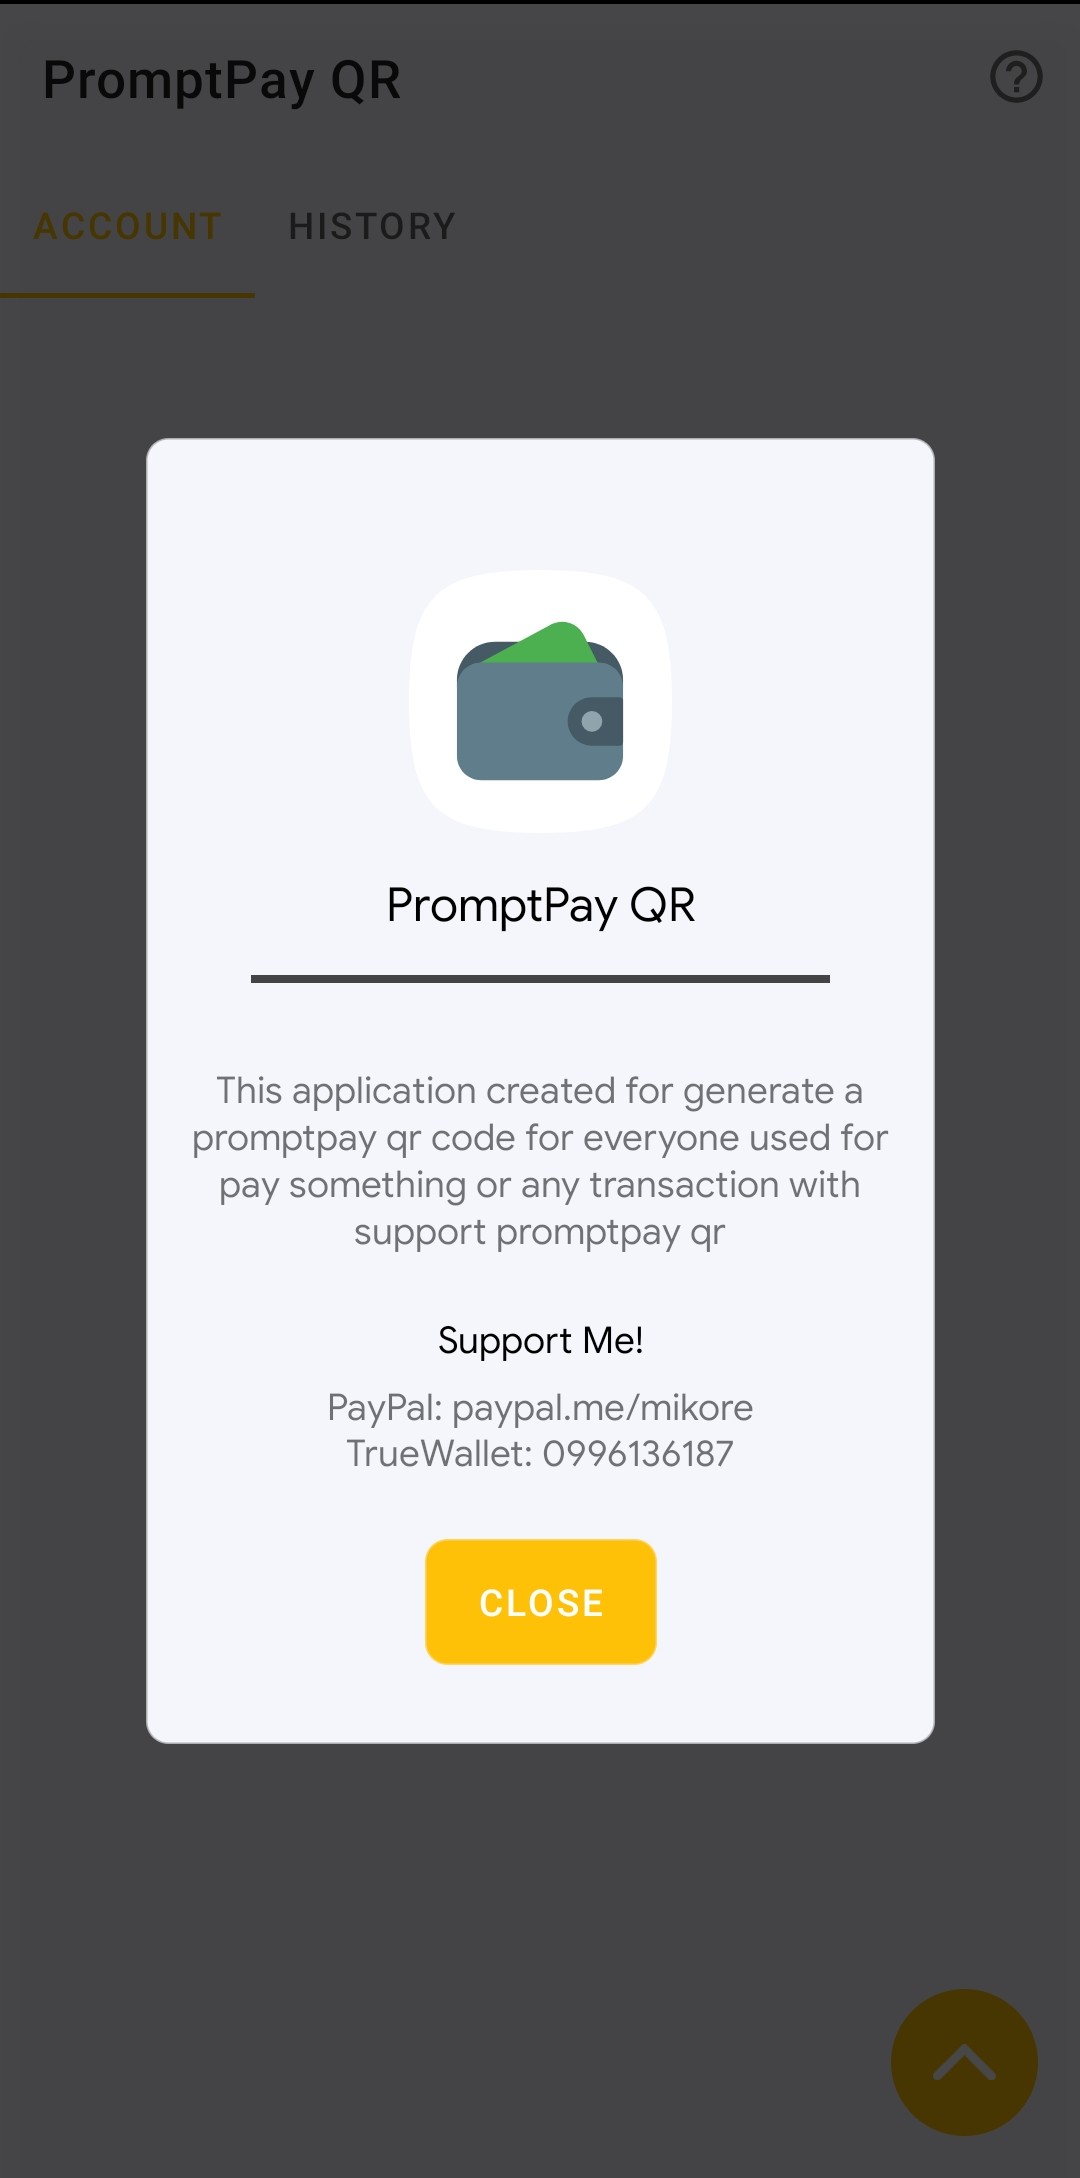 PromptPay QR
ACCOUNT
HISTORY
PromptPay QR
This application created for generate a
promptpay qr code for everyone used for
pay something or any transaction with
support promptpay qr
Support Me!
PayPal: paypal.me/mikore
TrueWallet: 0996136187
CLOSE